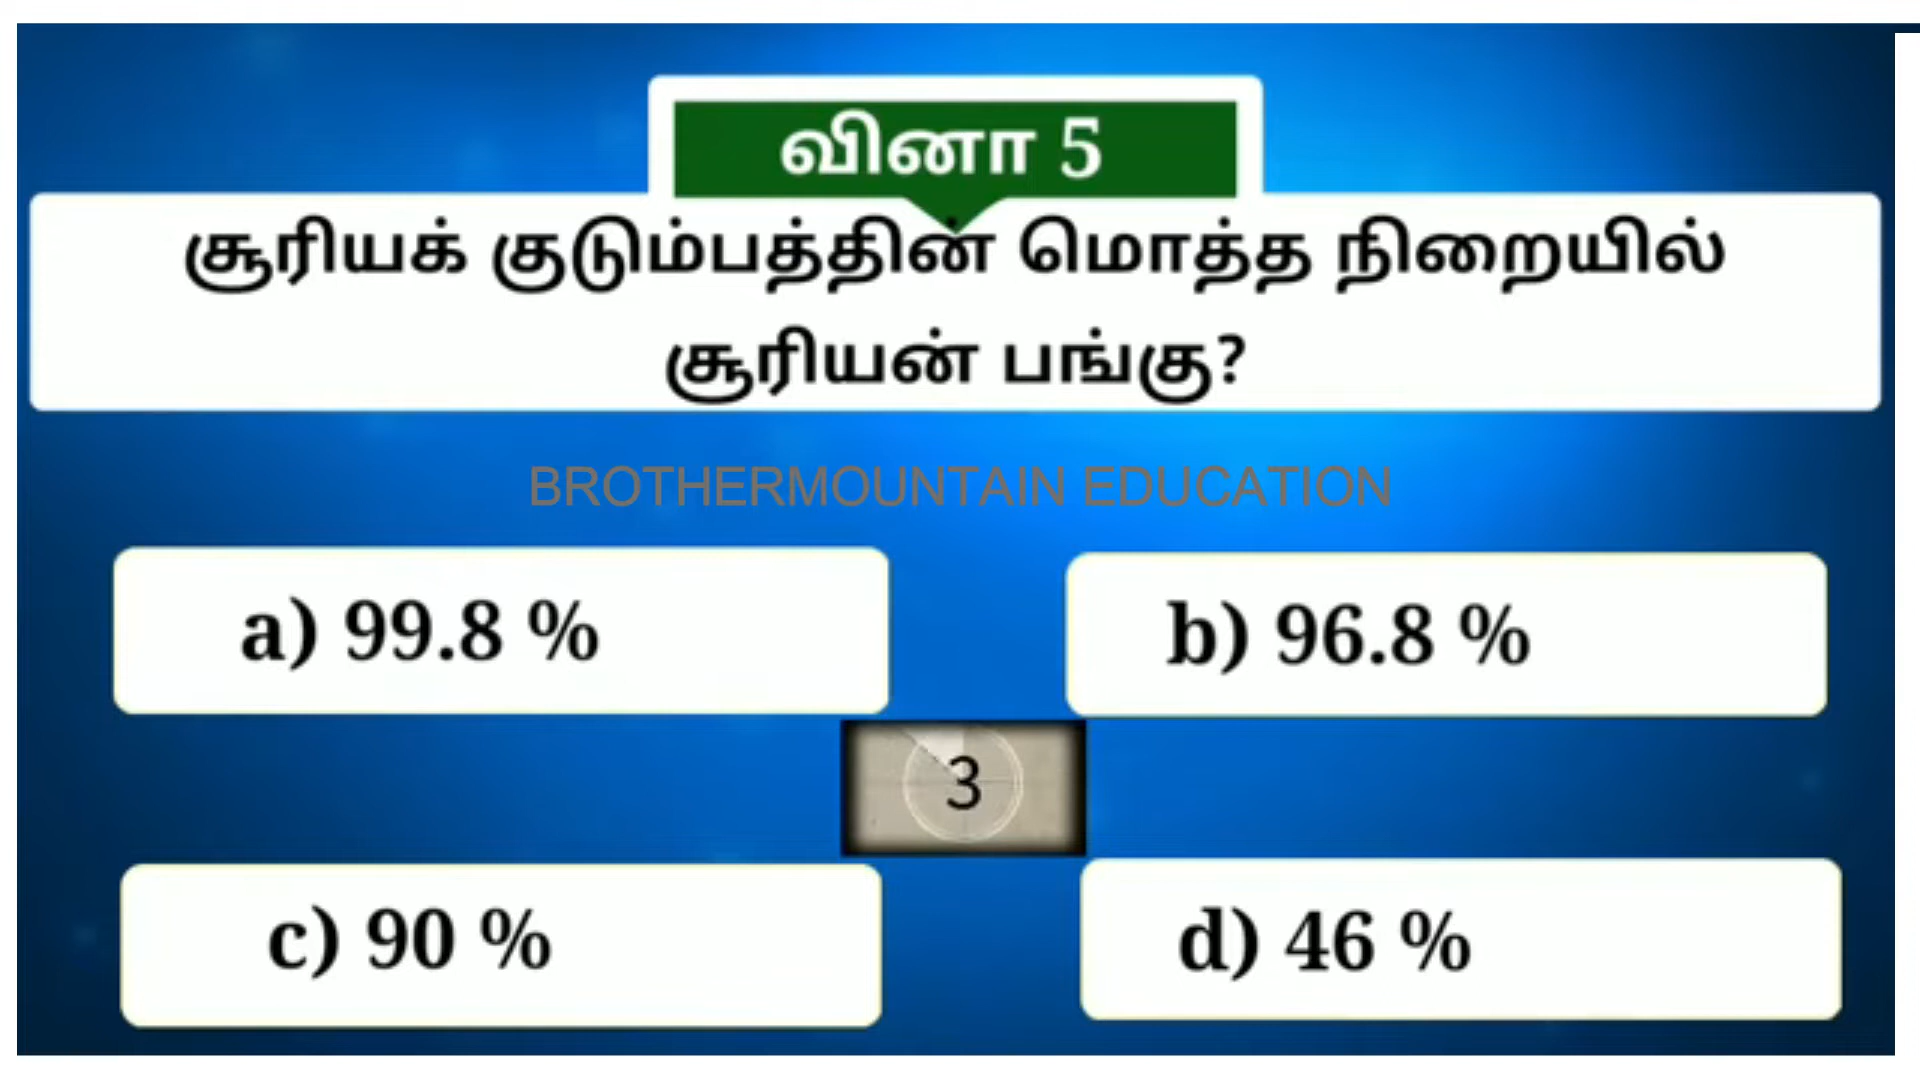 வினா 5
சூரியக் குடும்பத்தின் மொத்த நிறையில்
சூரியன் பங்கு?
BROTHERMOUNTAIN EDUCATION
a) 99.8 %
b) 96.8 %
3
c) 90 %
d) 46 %